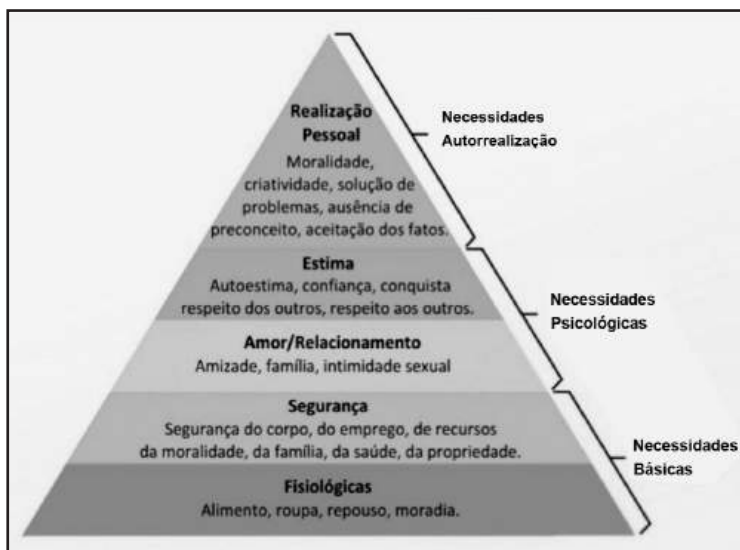 Realização
Pessoal
Moralidade,
criatividade, solução de
problemas, ausência de
preconceito, aceitação dos fatos.
Necessidades
Autorrealização
Estima
Autoestima, confiança, conquista
respeito dos outros, respeito aos outros.
Necessidades
Psicológicas
Amor/Relacionamento
Amizade, família, intimidade sexual
Segurança
Segurança do corpo, do emprego, de recursos
da moralidade, da família, da saúde, da propriedade.
Necessidades
Básicas
Fisiológicas
Alimento, roupa, repouso, moradia.